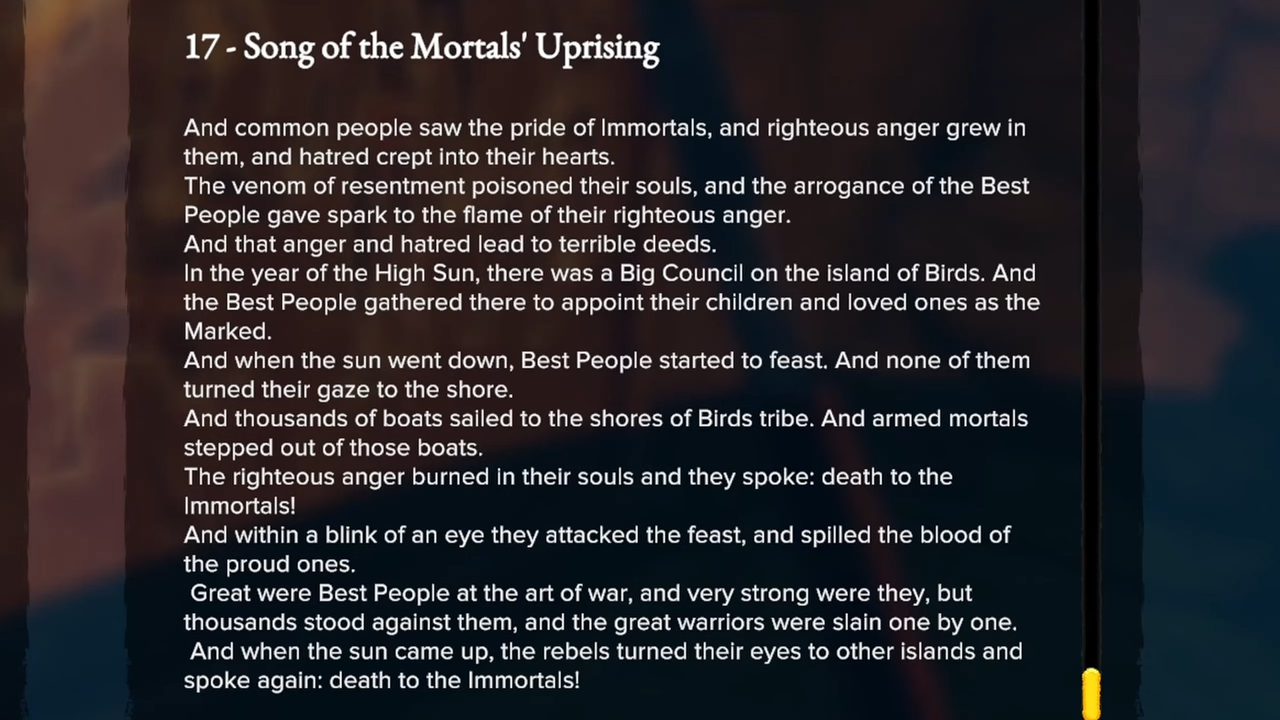 17 - Song of the Mortals' Uprising
And common people saw the pride of Immortals, and righteous anger grew in
them, and hatred crept into their hearts.
The venom of resentment poisoned their souls, and the arrogance of the Best
People gave spark to the flame of their righteous anger.
And that anger and hatred lead to terrible deeds.
In the year of the High Sun, there was a Big Council on the island of Birds. And
the Best People gathered there to appoint their children and loved ones as the
Marked.
And when the sun went down, Best People started to feast. And none of them
turned their gaze to the shore.
And thousands of boats sailed to the shores of Birds tribe. And armed mortals
stepped out of those boats.
The righteous anger burned in their souls and they spoke: death to the
Immortals!
And within a blink of an eye they attacked the feast, and spilled the blood of
the proud ones.
Great were Best People at the art of war, and very strong were they, but
thousands stood against them, and the great warriors were slain one by one.
And when the sun came up, the rebels turned their eyes to other islands and
spoke again: death to the Immortals!